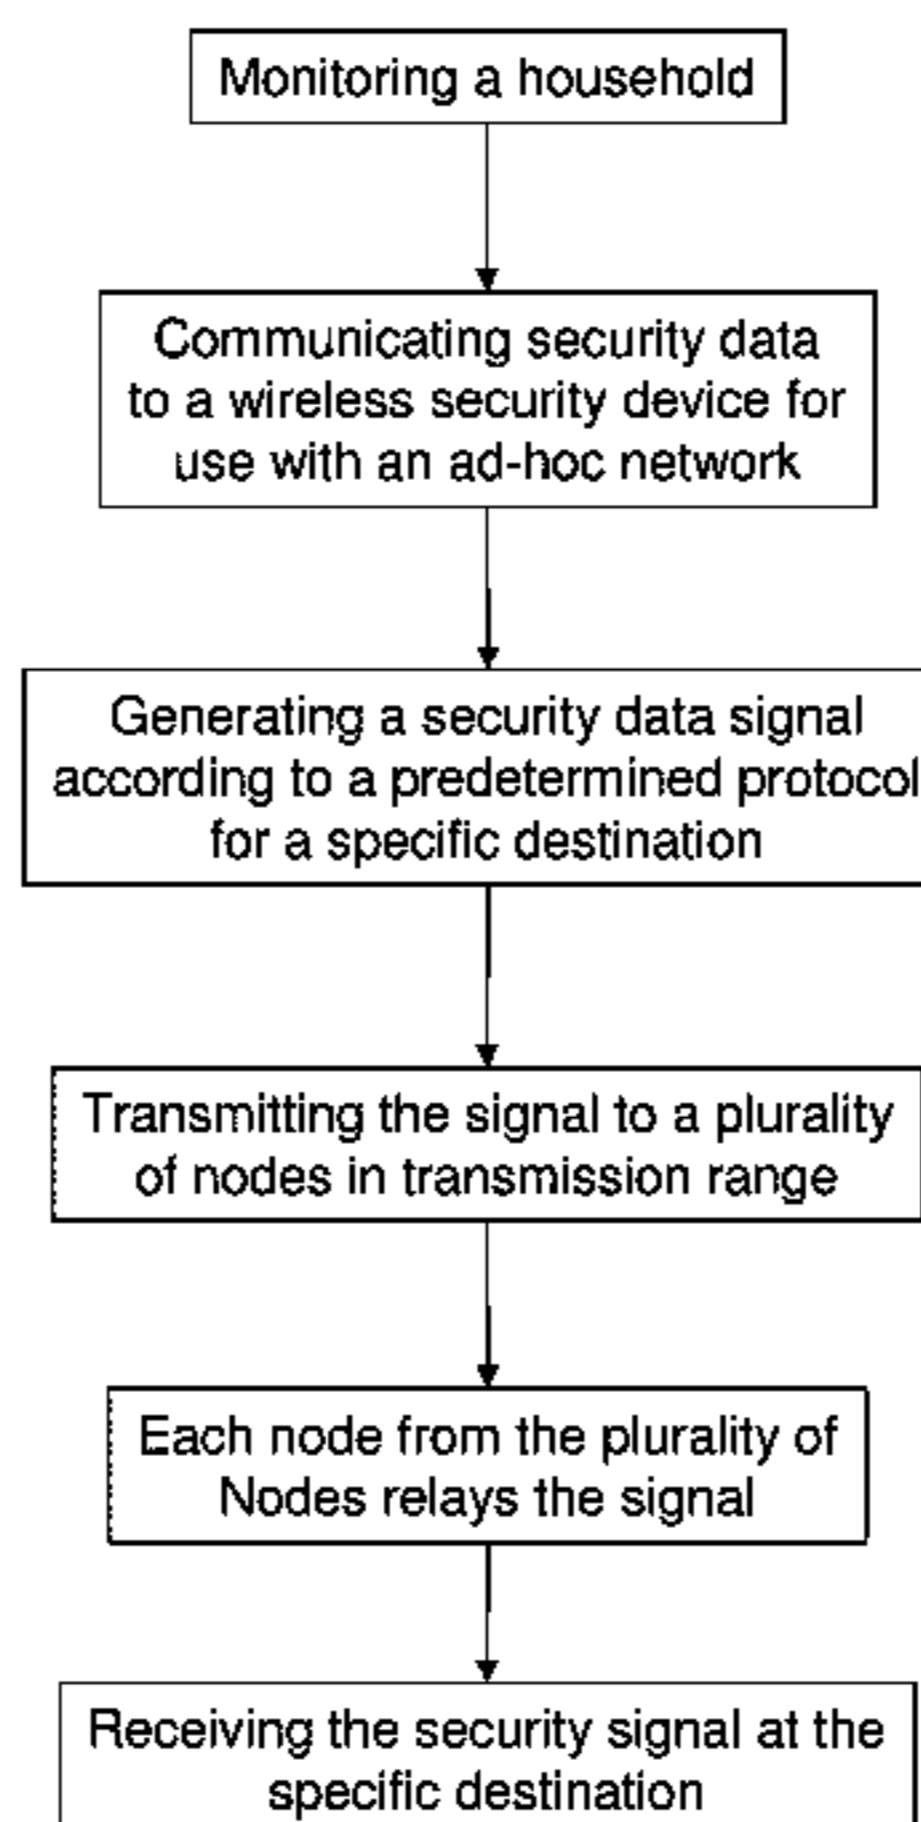 Monitoring a household
Communicating security data
to a wireless security device for
use with an ad-hoc network
Generating a security data signal
according to a predetermined protocol
for a specific destination
Transmitting the signal to a plurality
of nodes in transmission range
Each node from the plurality of
Nodes relays the signal
Receiving the security signal at the
specific destination